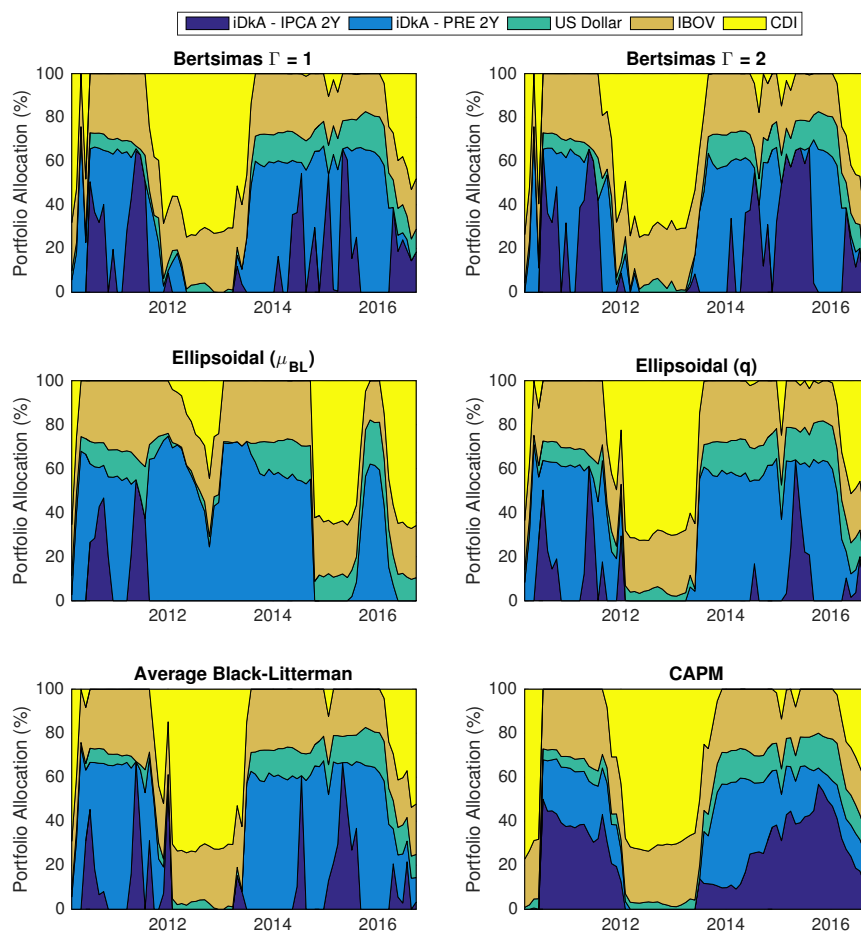 iDkA - IPCA 2Y iDkA - PRE 2Y US Dollar IBOV CDI
Bertsimas Γ = 1
Portfolio Allocation (%)
100
80
60
40
20
0
2012 2014 2016
Bertsimas Γ = 2
Portfolio Allocation (%)
100
80
60
40
20
0
2012 2014 2016
Ellipsoidal (μBL)
Portfolio Allocation (%)
100
80
60
40
20
0
2012 2014 2016
Ellipsoidal (q)
Portfolio Allocation (%)
100
80
60
40
20
0
2012 2014 2016
Average Black-Litterman
Portfolio Allocation (%)
100
80
60
40
20
0
2012 2014 2016
CAPM
Portfolio Allocation (%)
100
80
60
40
20
0
2012 2014 2016